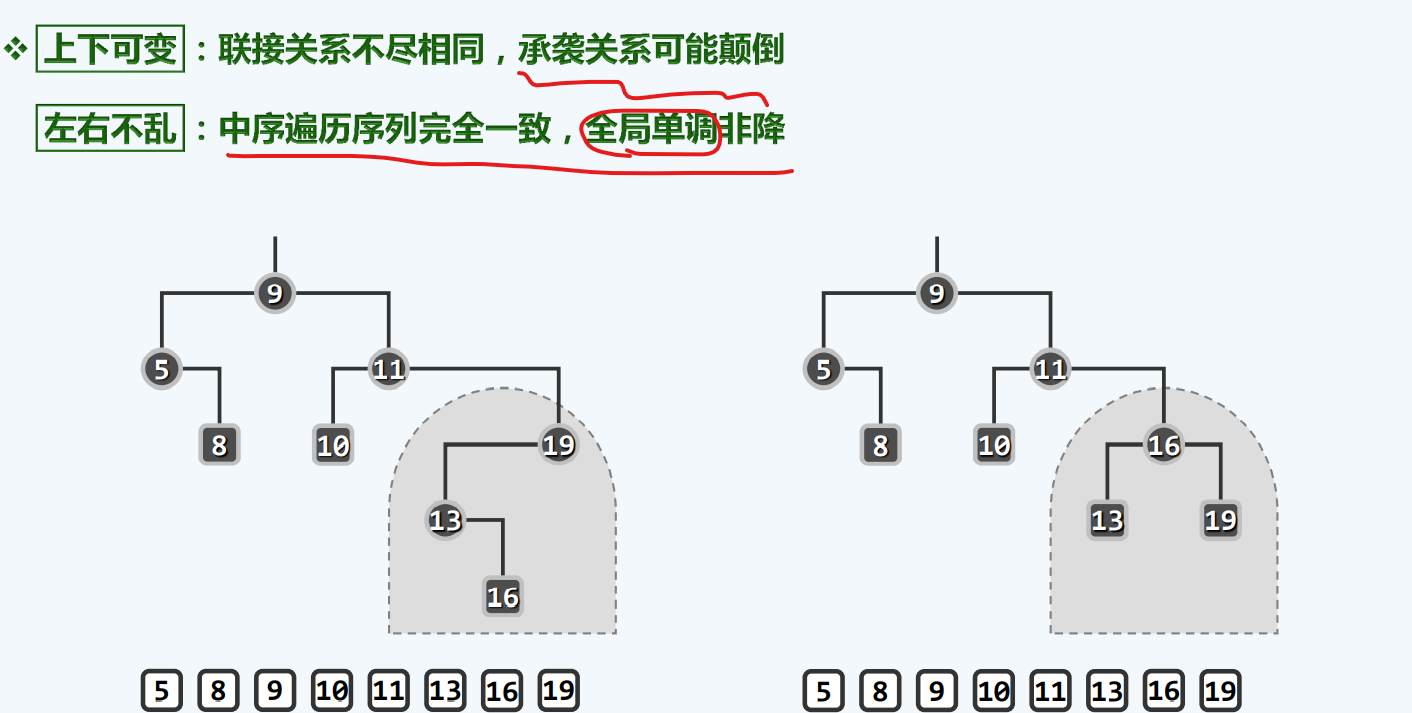 上下可变：联接关系不尽相同，承袭关系可能颠倒
左右不乱：中序遍历序列完全一致，全局单调非降
9 9
5 11 5 11
8 10 19 8 10 16
13 13 19
16
5 8 9 10 11 13 16 19 5 8 9 10 11 13 16 19